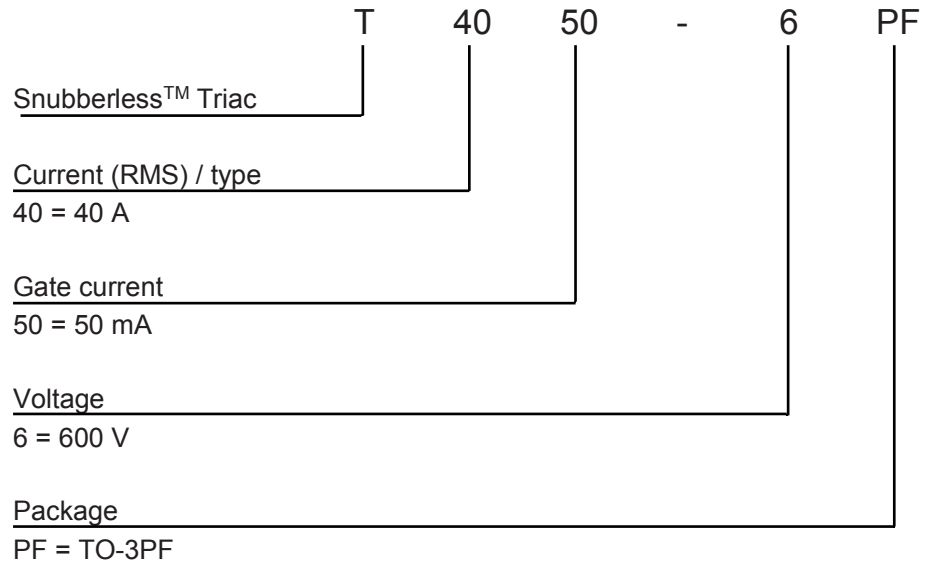 T 40 50 - 6 PF
Snubberless™ Triac
Current (RMS) / type
40 = 40 A
Gate current
50 = 50 mA
Voltage
6 = 600 V
Package
PF = TO-3PF